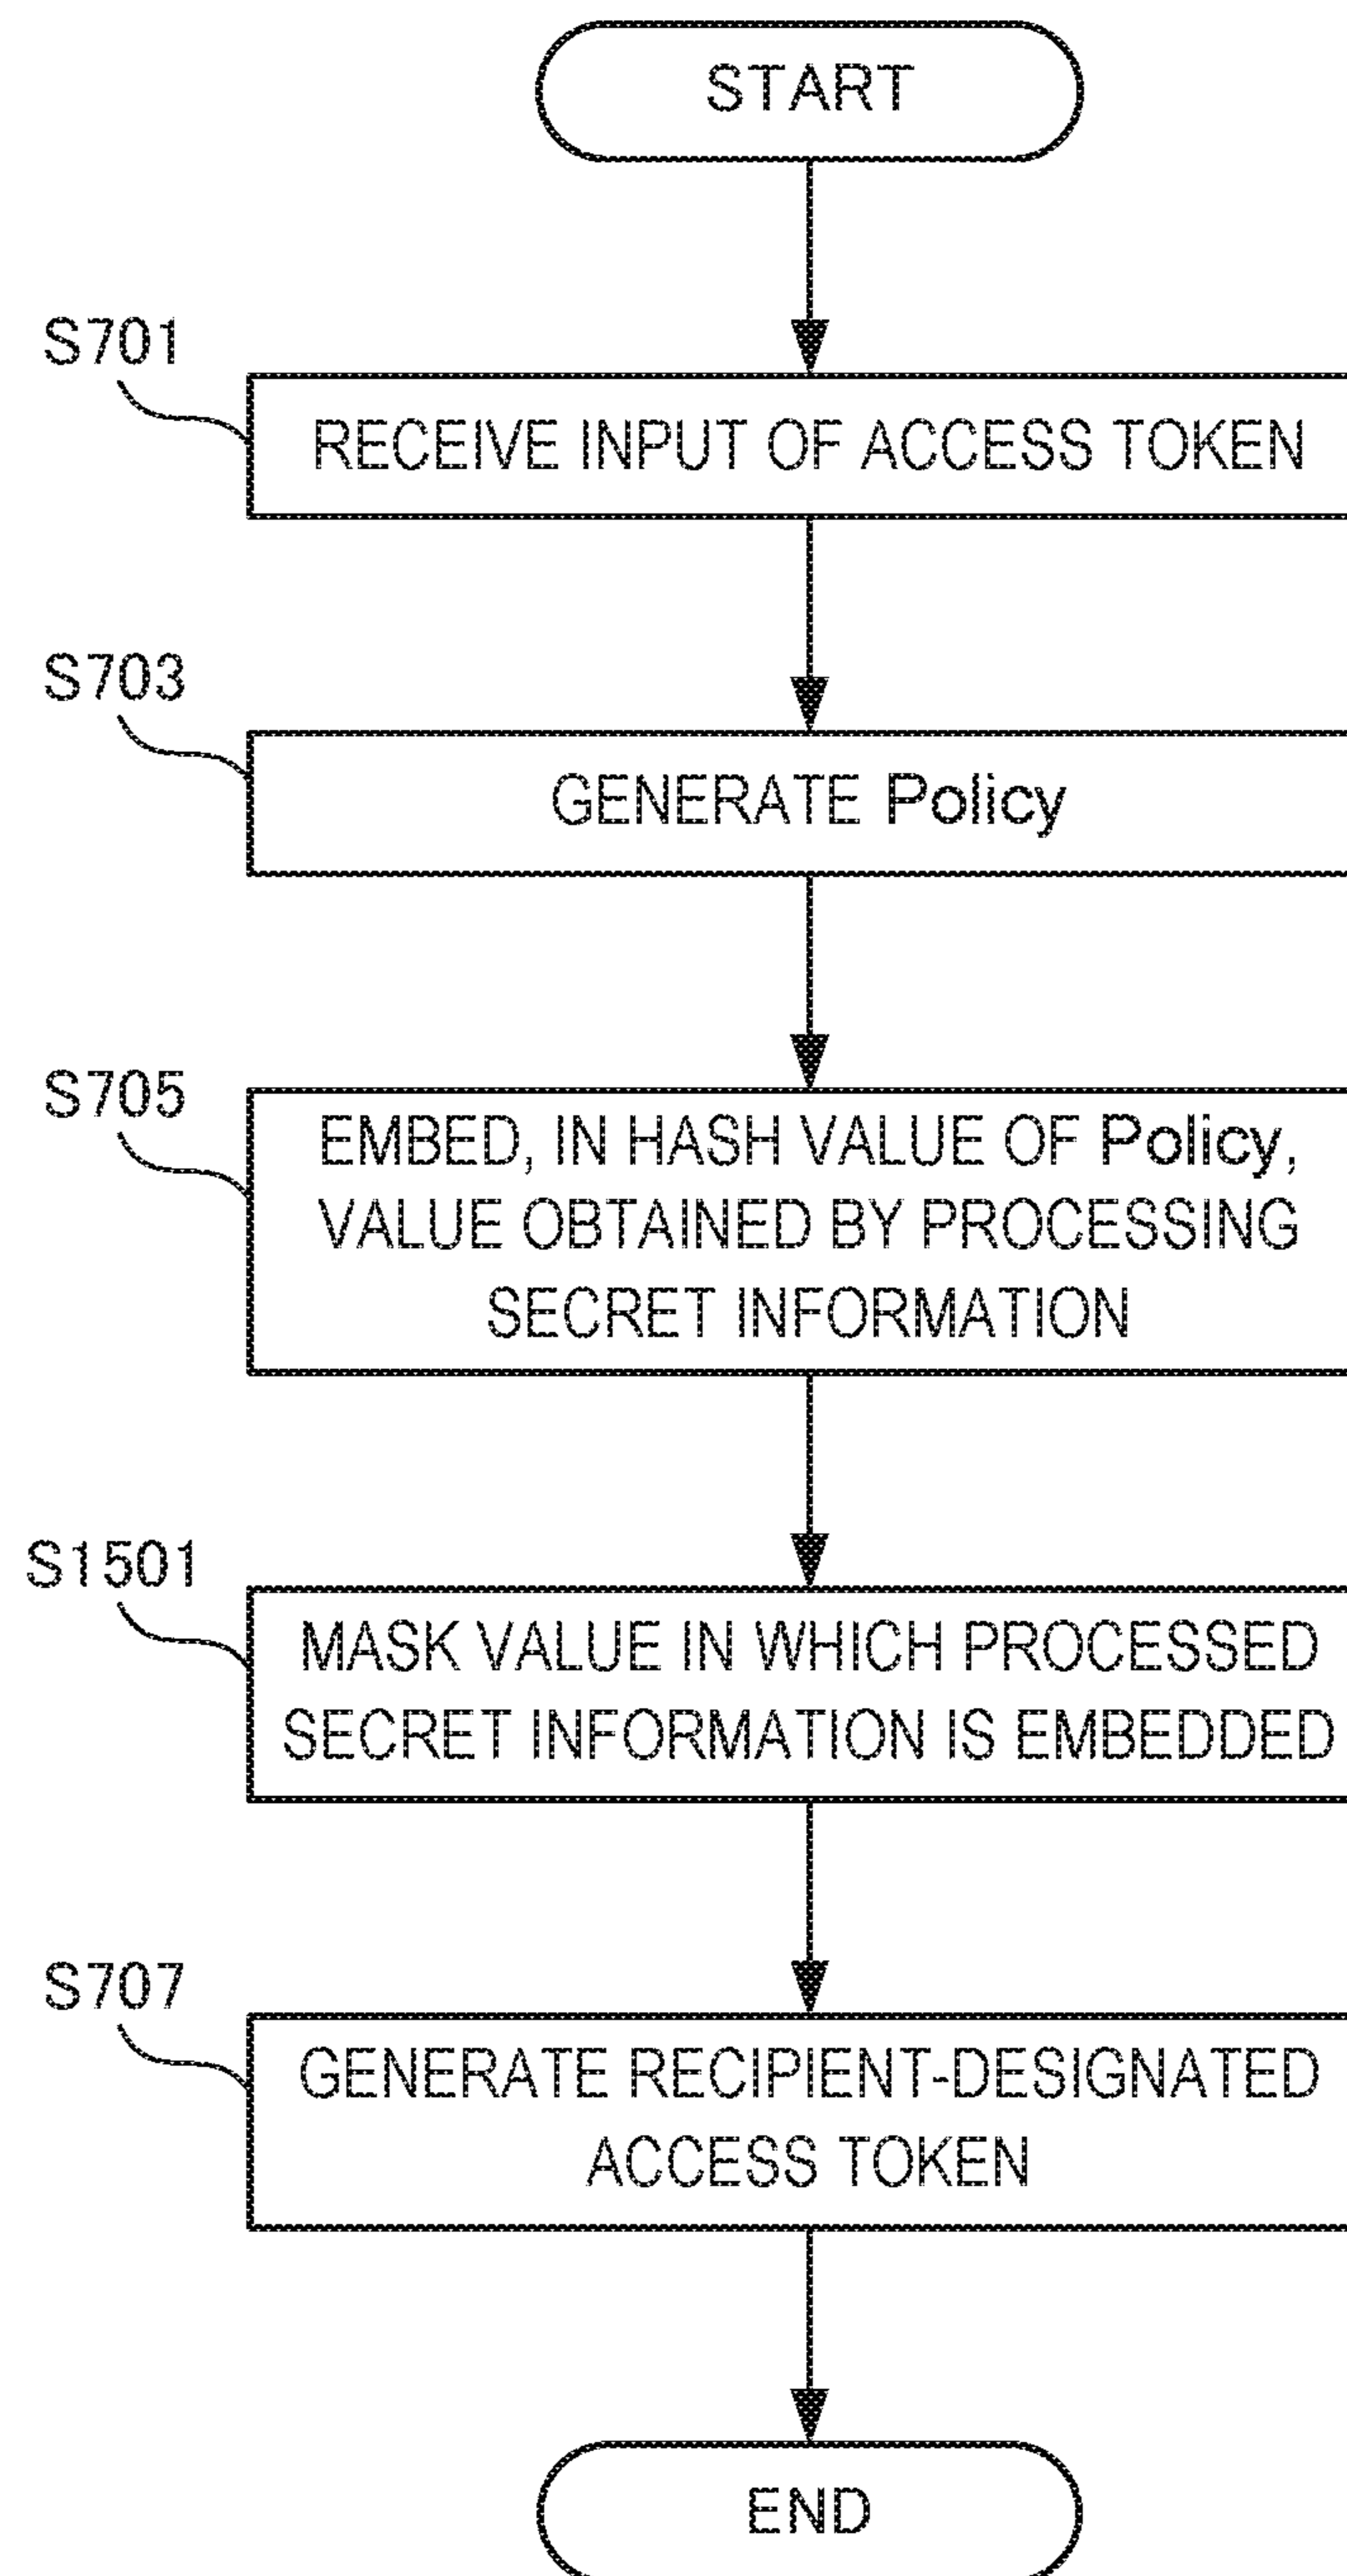 START
S701
RECEIVE INPUT OF ACCESS TOKEN
S703
GENERATE Policy
S705
EMBED, IN HASH VALUE OF Policy,
VALUE OBTAINED BY PROCESSING
SECRET INFORMATION
S1501
MASK VALUE IN WHICH PROCESSED
SECRET INFORMATION IS EMBEDDED
S707
GENERATE RECIPIENT-DESIGNATED
ACCESS TOKEN
END